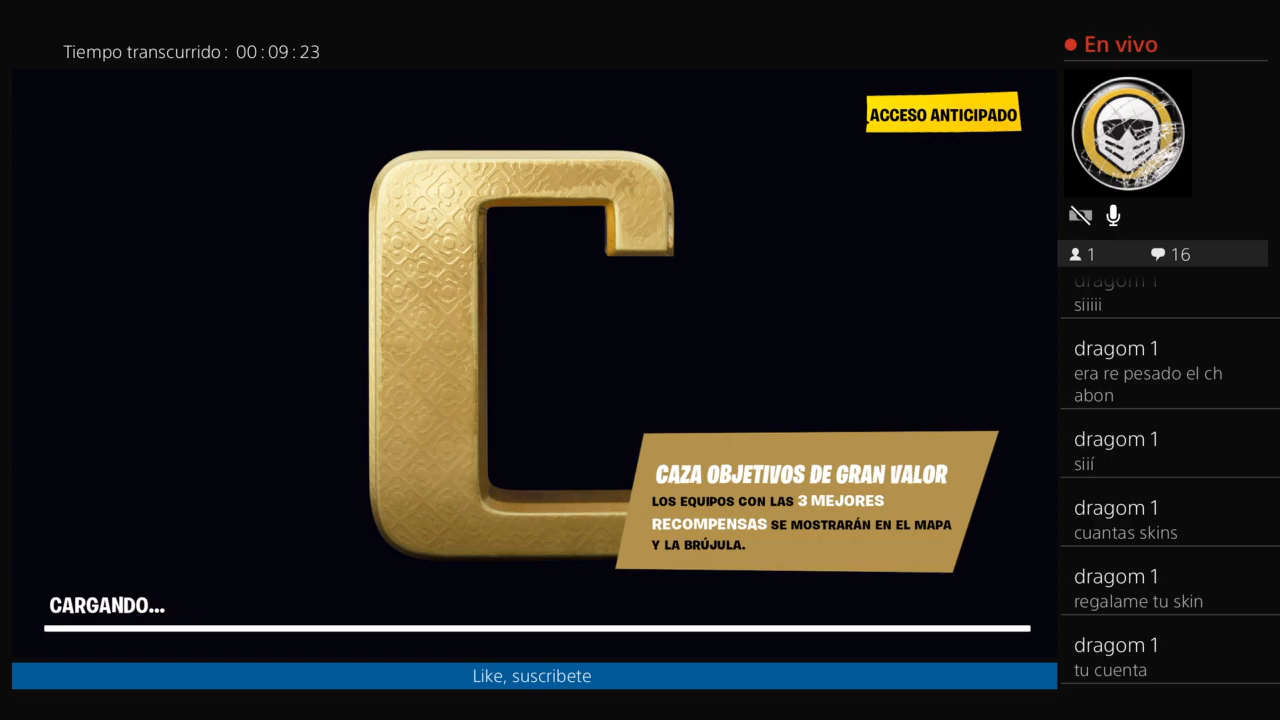 Tiempo transcurrido: 00:09:23
En vivo
ACCESO ANTICIPADO
C
1 16
dragom 1
siiiii
dragom 1
era re pesado el ch
abon
dragom 1
siií
dragom 1
cuantas skins
dragom 1
regalame tu skin
dragom 1
tu cuenta
CAZA OBJETIVOS DE GRAN VALOR
LOS EQUIPOS CON LAS 3 MEJORES
RECOMPENSAS SE MOSTRARÁN EN EL MAPA
Y LA BRÚJULA.
CARGANDO...
Like, suscribete